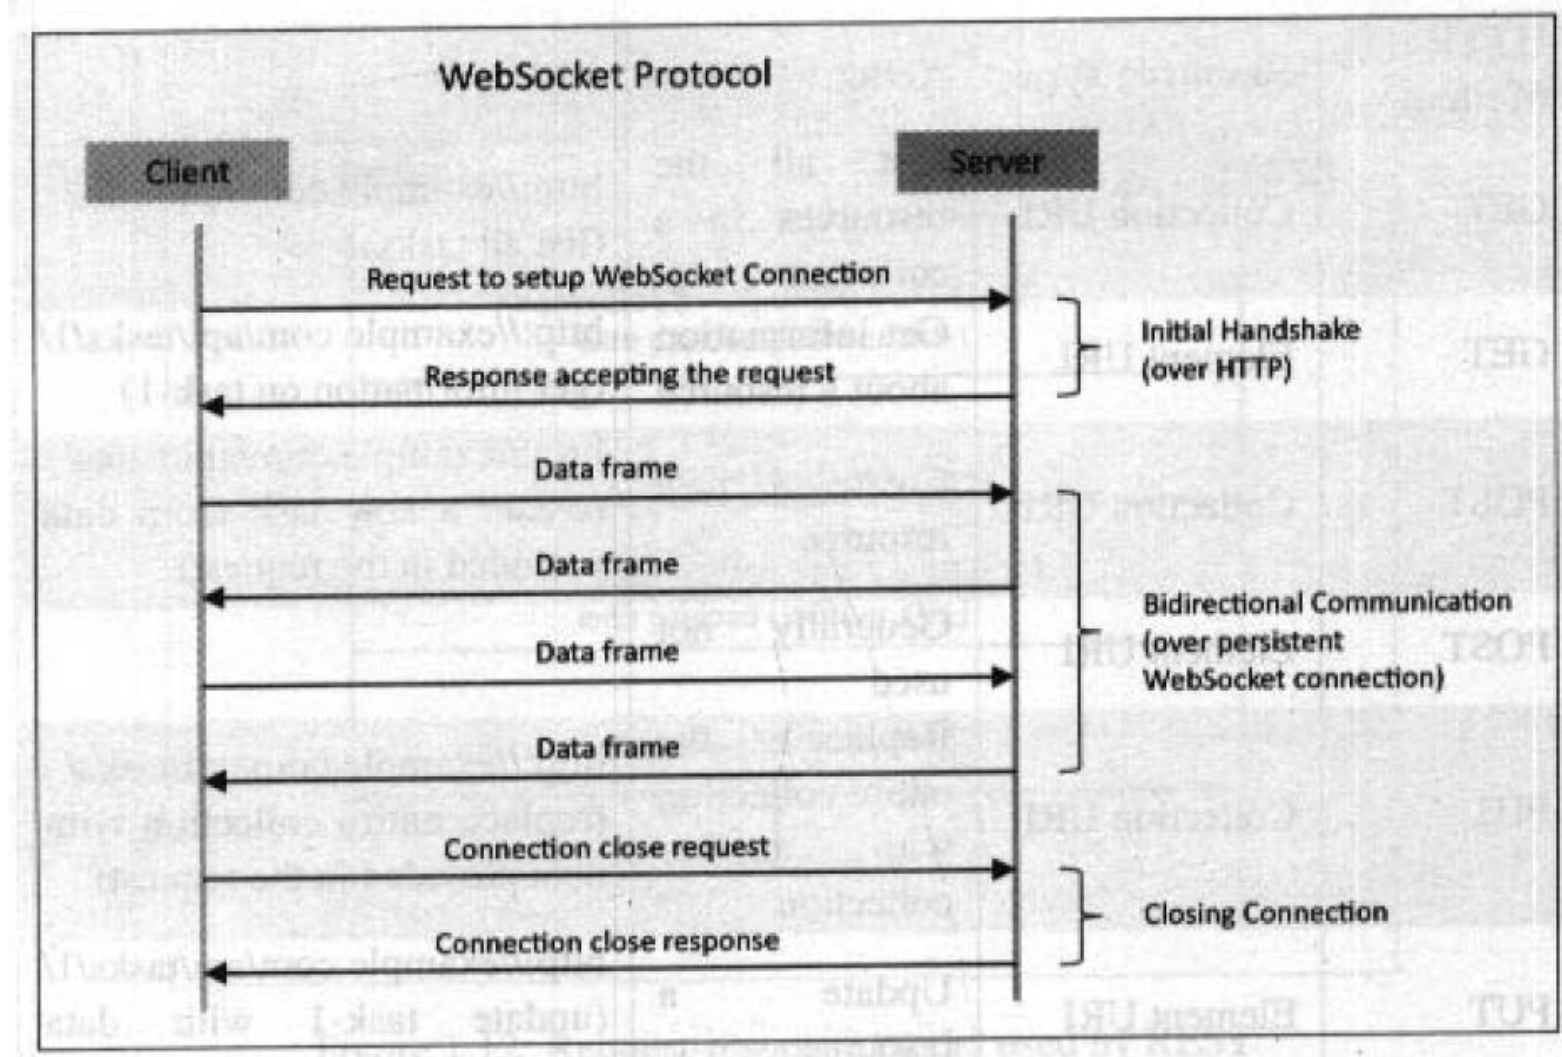 WebSocket Protocol
Client
Server
Request to setup WebSocket Connection
Initial Handshake
(over HTTP)
Response accepting the request
Data frame
Data frame
Bidirectional Communication
(over persistent
WebSocket connection)
Data frame
Data frame
Connection close request
Closing Connection
Connection close response